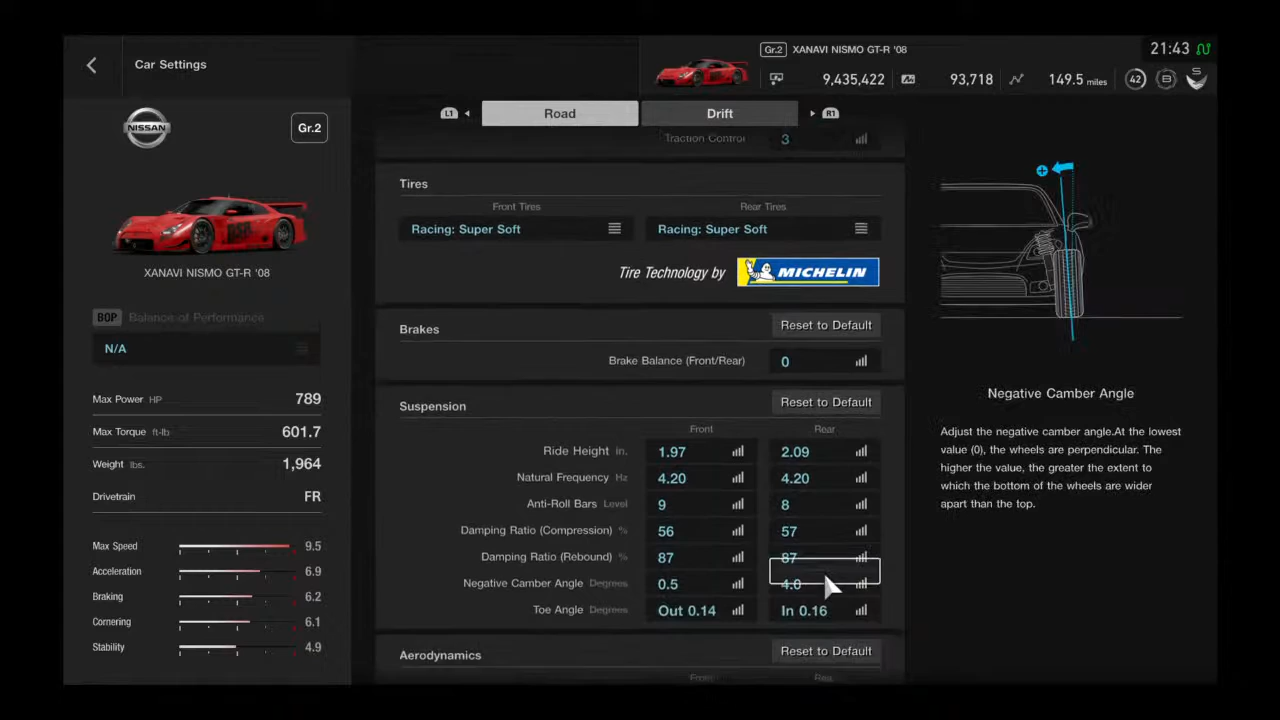 Gr.2 XANAVI NISMO GT-R '08
21:43
Car Settings
9,435,422 93,718 149.5 miles 42 B S
L1 Road Drift R1
NISSAN
Gr.2
Traction Control 3
Tires
Front Tires Rear Tires
Racing: Super Soft Racing: Super Soft
Tire Technology by MICHELIN
XANAVI NISMO GT-R '08
BOP Balance of Performance
N/A
Brakes Reset to Default
Brake Balance (Front/Rear) 0
Max Power HP 789
Max Torque ft-lb 601.7
Weight lbs. 1,964
Drivetrain FR
Max Speed 9.5
Acceleration 6.9
Braking 6.2
Cornering 6.1
Stability 4.9
Suspension Reset to Default
Front Rear
Ride Height in. 1.97 2.09
Natural Frequency Hz 4.20 4.20
Anti-Roll Bars Level 9 8
Damping Ratio (Compression) % 56 57
Damping Ratio (Rebound) % 87 87
Negative Camber Angle Degrees 0.5 4.0
Toe Angle Degrees Out 0.14 In 0.16
Aerodynamics Reset to Default
Front Rear
Negative Camber Angle
Adjust the negative camber angle.At the lowest
value (0), the wheels are perpendicular. The
higher the value, the greater the extent to
which the bottom of the wheels are wider
apart than the top.